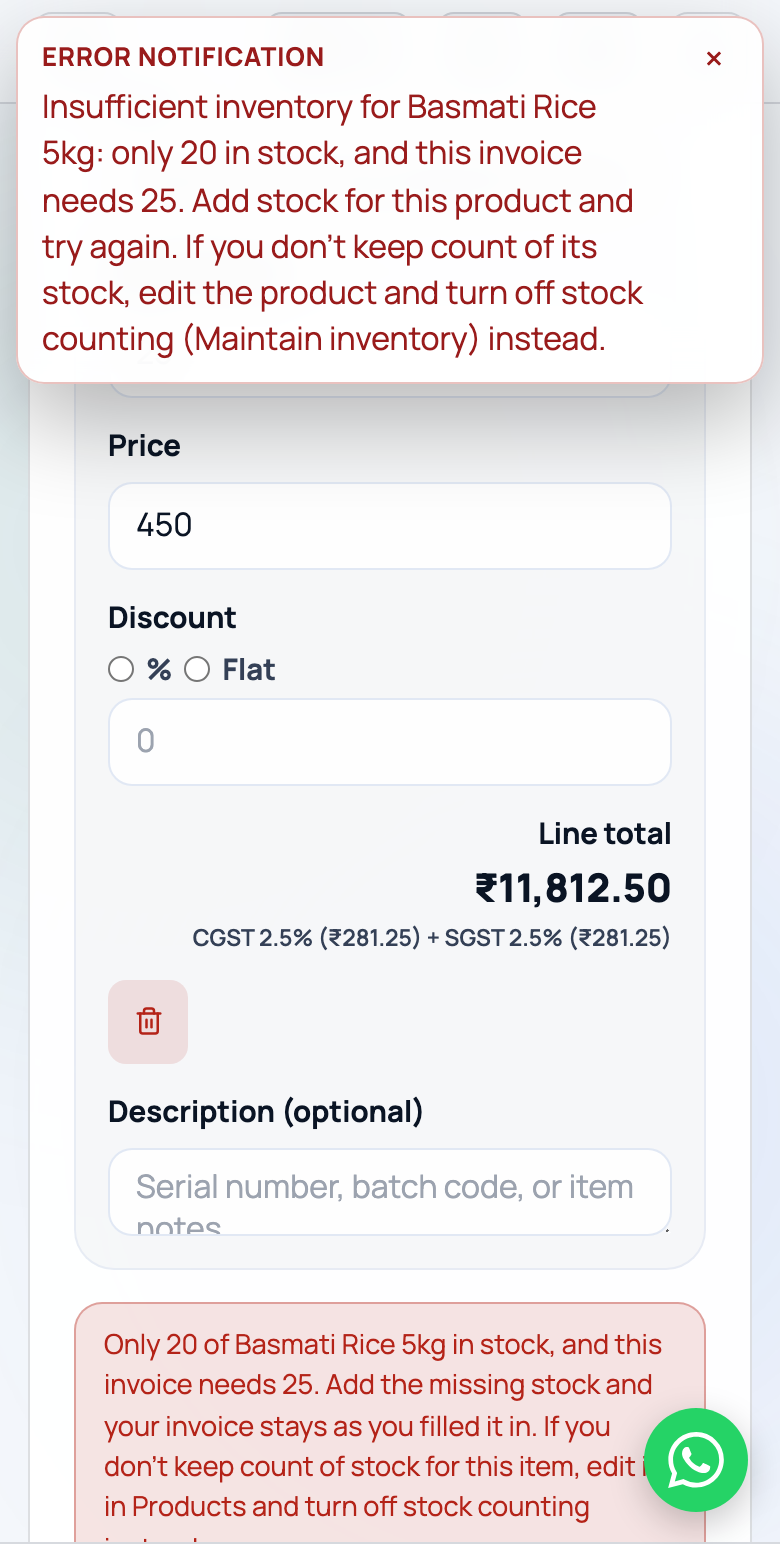 ERROR NOTIFICATION
×
Insufficient inventory for Basmati Rice
5kg: only 20 in stock, and this invoice
needs 25. Add stock for this product and
try again. If you don’t keep count of its
stock, edit the product and turn off stock
counting (Maintain inventory) instead.
Price
450
Discount
% Flat
0
Line total
₹11,812.50
CGST 2.5% (₹281.25) + SGST 2.5% (₹281.25)
Description (optional)
Serial number, batch code, or item
notes
Only 20 of Basmati Rice 5kg in stock, and this
invoice needs 25. Add the missing stock and
your invoice stays as you filled it in. If you
don’t keep count of stock for this item, edit
in Products and turn off stock counting